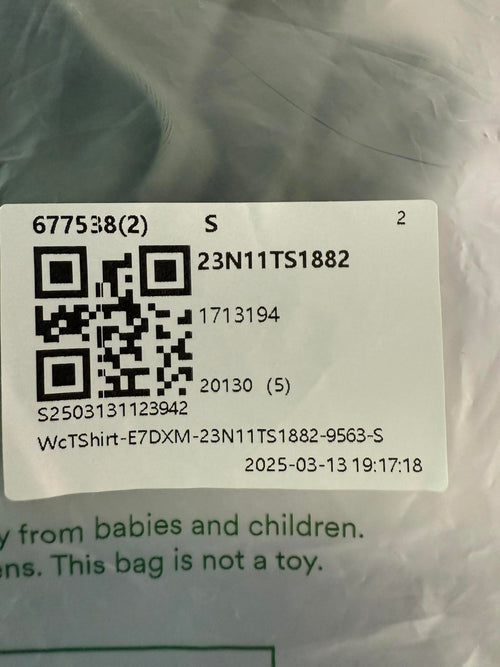 677538(2) S 2
23N11TS1882
1713194
20130 (5)
S2503131123942
WcTShirt-E7DXM-23N11TS1882-9563-S
2025-03-13 19:17:18
from babies and children.
This bag is not a toy.